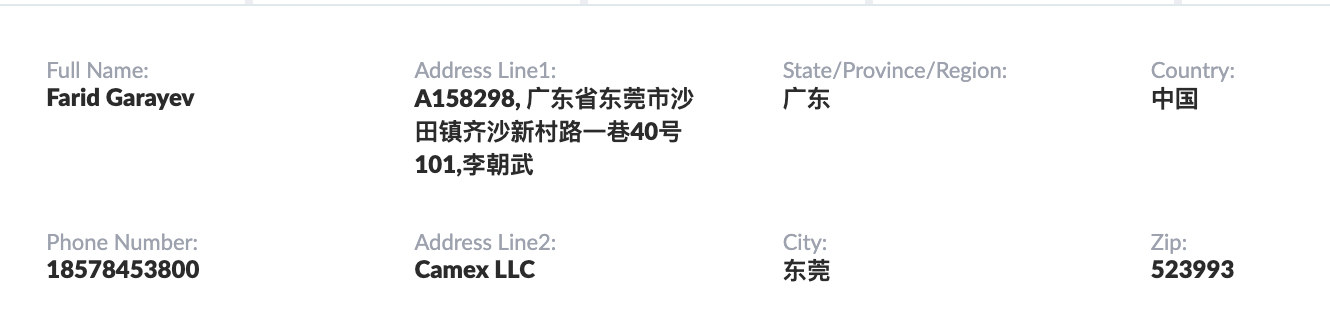 Full Name:
Farid Garayev
Address Line1:
A158298, 广东省东莞市沙
田镇齐沙新村路一巷40号
101,李朝武
State/Province/Region:
广东
Country:
中国
Phone Number:
18578453800
Address Line2:
Camex LLC
City:
东莞
Zip:
523993